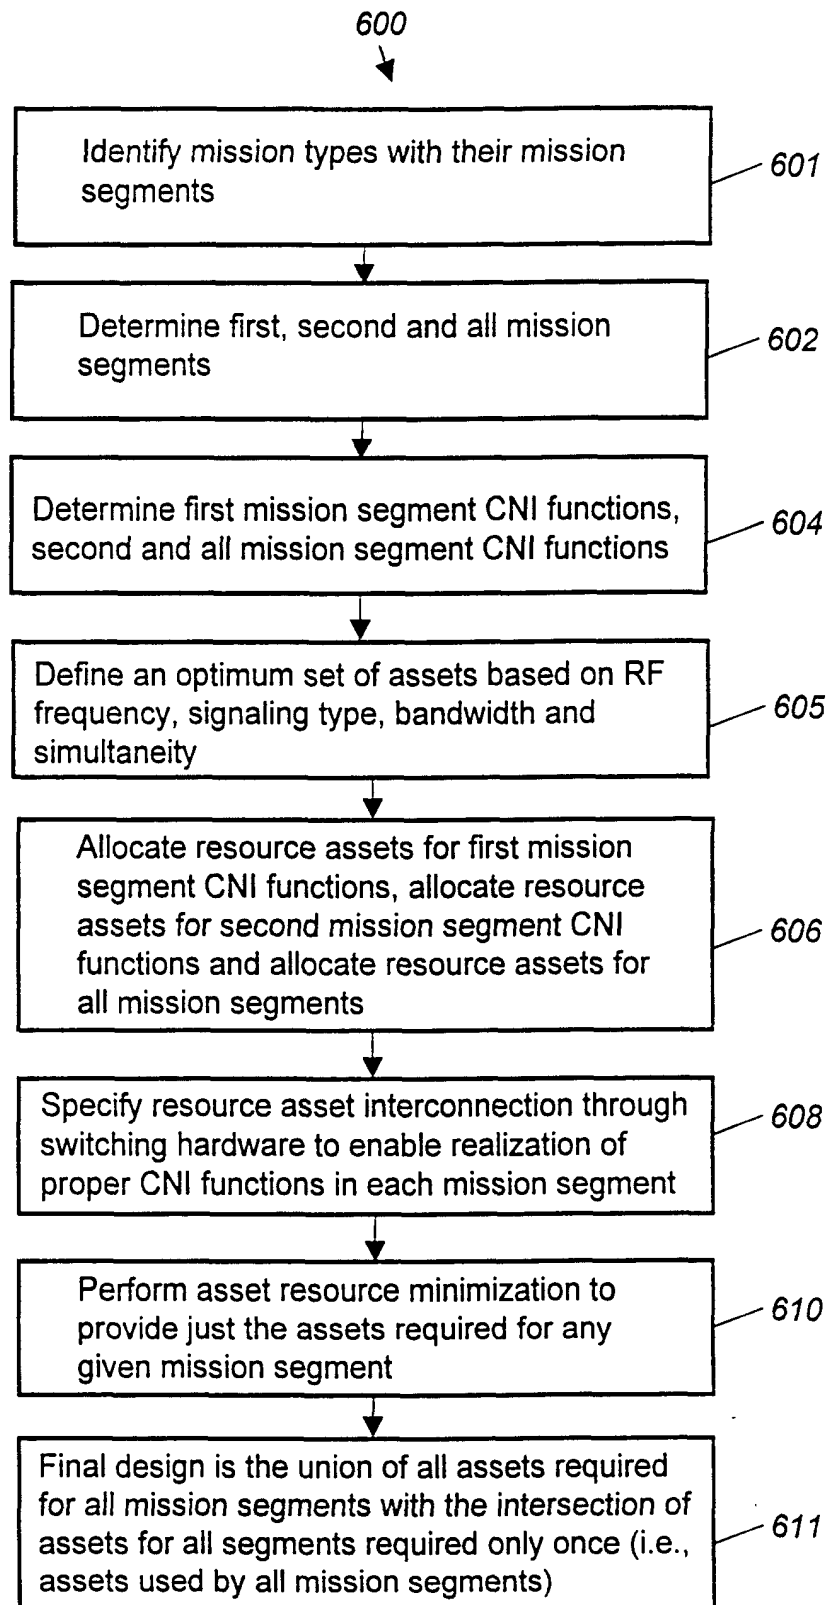 600
Identify mission types with their mission
segments
601
Determine first, second and all mission
segments
602
Determine first mission segment CNI functions,
second and all mission segment CNI functions
604
Define an optimum set of assets based on RF
frequency, signaling type, bandwidth and
simultaneity
605
Allocate resource assets for first mission
segment CNI functions, allocate resource
assets for second mission segment CNI
functions and allocate resource assets for
all mission segments
606
Specify resource asset interconnection through
switching hardware to enable realization of
proper CNI functions in each mission segment
608
Perform asset resource minimization to
provide just the assets required for any
given mission segment
610
Final design is the union of all assets required
for all mission segments with the intersection of
assets for all segments required only once (i.e.,
assets used by all mission segments)
611